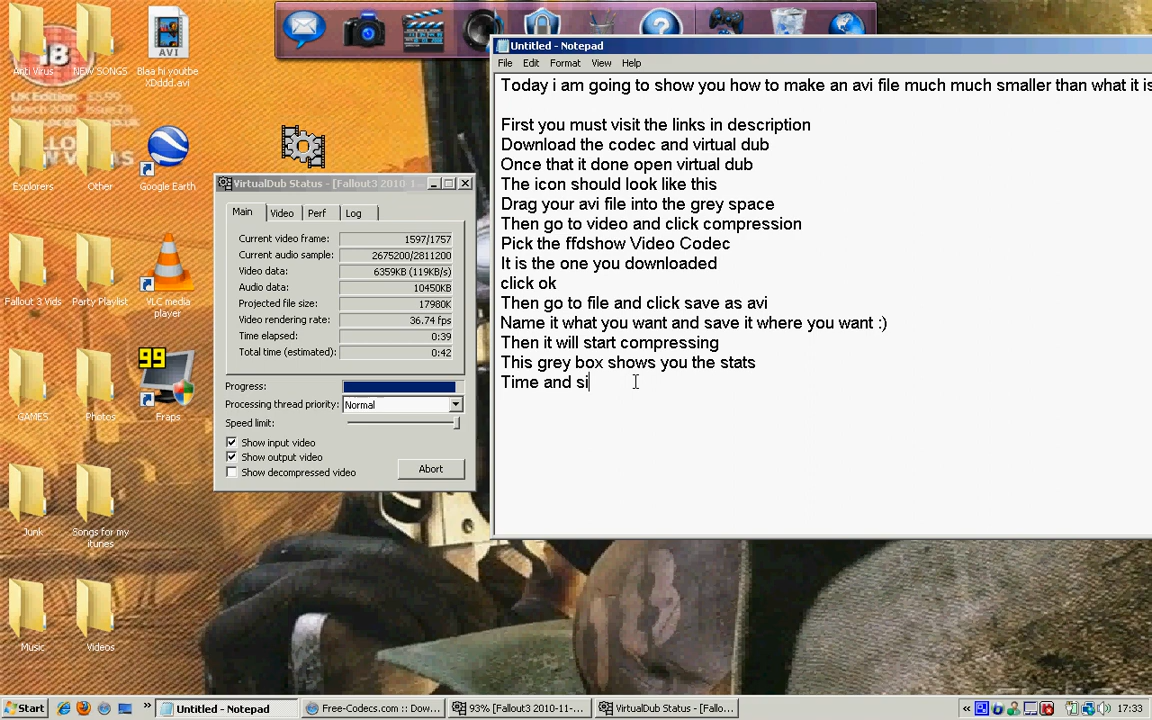 Anti Virus
NEW SONGS
AVI
Blaa hi youtbe
XDddd.avi
UK Edition £5.99
March 2010
Explorers
Other
Google Earth
Fallout 3 Vids
Party Playlist
VLC media
player
GAMES
Photos
99
Fraps
Junk
Songs for my
itunes
Music
Videos
VirtualDub Status - [Fallout3 2010-1...
Main
Video
Perf
Log
Current video frame: 1597/1757
Current audio sample: 2675200/2811200
Video data: 6359KB (119KB/s)
Audio data: 10450KB
Projected file size: 17980K
Video rendering rate: 36.74 fps
Time elapsed: 0:39
Total time (estimated): 0:42
Progress:
Processing thread priority: Normal
Speed limit:
Show input video
Show output video
Show decompressed video
Abort
Untitled - Notepad
File Edit Format View Help
Today i am going to show you how to make an avi file much much smaller than what it is
First you must visit the links in description
Download the codec and virtual dub
Once that it done open virtual dub
The icon should look like this
Drag your avi file into the grey space
Then go to video and click compression
Pick the ffdshow Video Codec
It is the one you downloaded
click ok
Then go to file and click save as avi
Name it what you want and save it where you want :)
Then it will start compressing
This grey box shows you the stats
Time and si
Start
Untitled - Notepad
Free-Codecs.com :: Dow...
93% [Fallout3 2010-11-...
VirtualDub Status - [Fallo...
17:33